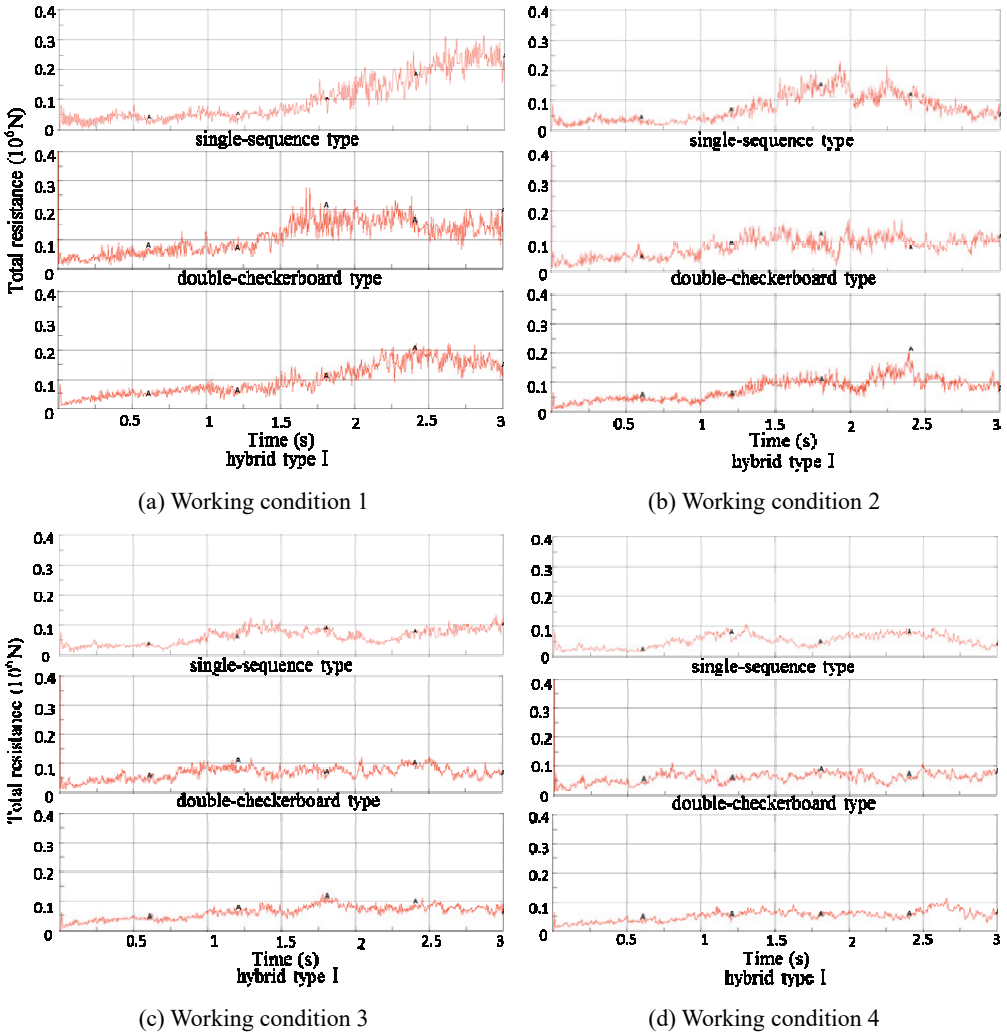 Total resistance (10⁶N)
0.4
0.3
0.2
0.1
0
single-sequence type
0.4
0.3
0.2
0.1
0
double-checkerboard type
0.4
0.3
0.2
0.1
0
0.5 1 1.5 2 2.5 3
Time (s)
hybrid type Ⅰ
(a) Working condition 1
0.4
0.3
0.2
0.1
0
single-sequence type
0.4
0.3
0.2
0.1
0
double-checkerboard type
0.4
0.3
0.2
0.1
0
0.5 1 1.5 2 2.5 3
Time (s)
hybrid type Ⅰ
(b) Working condition 2
Total resistance (10⁶N)
0.4
0.3
0.2
0.1
0
single-sequence type
0.4
0.3
0.2
0.1
0
double-checkerboard type
0.4
0.3
0.2
0.1
0
0.5 1 1.5 2 2.5 3
Time (s)
hybrid type Ⅰ
(c) Working condition 3
0.4
0.3
0.2
0.1
0
single-sequence type
0.4
0.3
0.2
0.1
0
double-checkerboard type
0.4
0.3
0.2
0.1
0
0.5 1 1.5 2 2.5 3
Time (s)
hybrid type Ⅰ
(d) Working condition 4